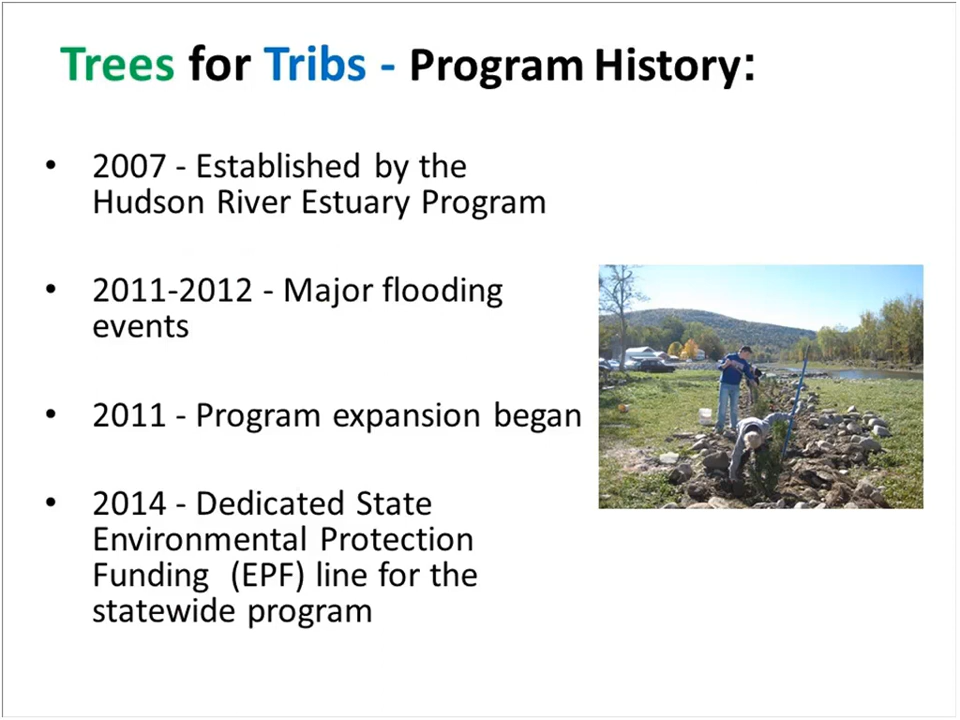 Trees for Tribs - Program History:
• 2007 - Established by the
Hudson River Estuary Program
• 2011-2012 - Major flooding
events
• 2011 - Program expansion began
• 2014 - Dedicated State
Environmental Protection
Funding (EPF) line for the
statewide program